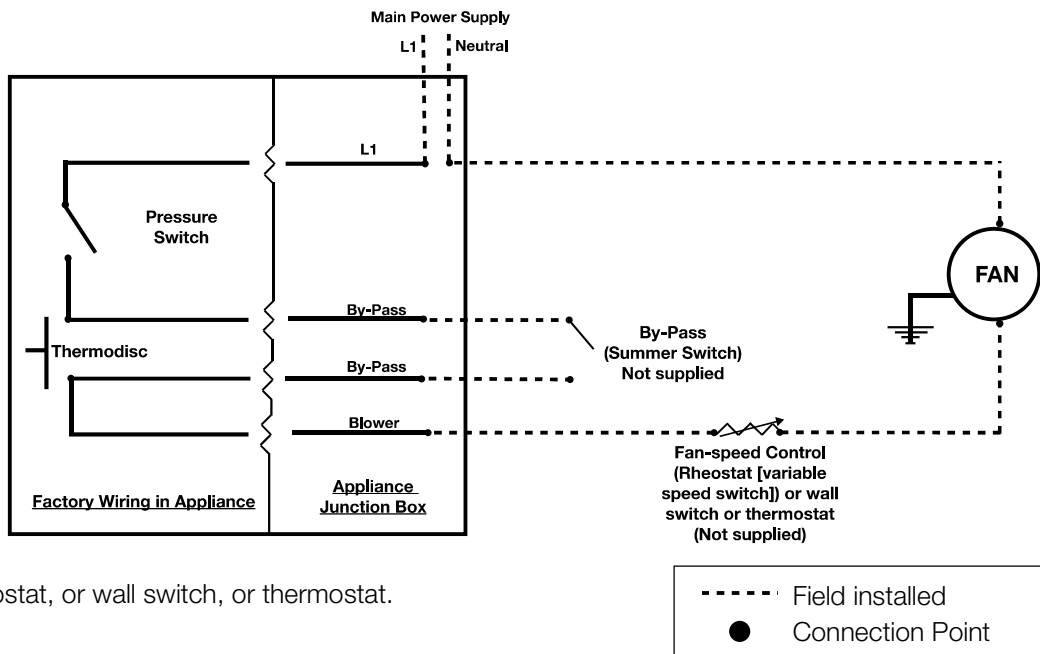 Main Power Supply
L1
Neutral
L1
Pressure
Switch
By-Pass
Thermodisc
By-Pass
(Summer Switch)
Not supplied
By-Pass
Blower
FAN
Fan-speed Control
(Rheostat [variable
speed switch]) or wall
switch or thermostat
(Not supplied)
Factory Wiring in Appliance
Appliance
Junction Box
ostat, or wall switch, or thermostat.
Field installed
Connection Point